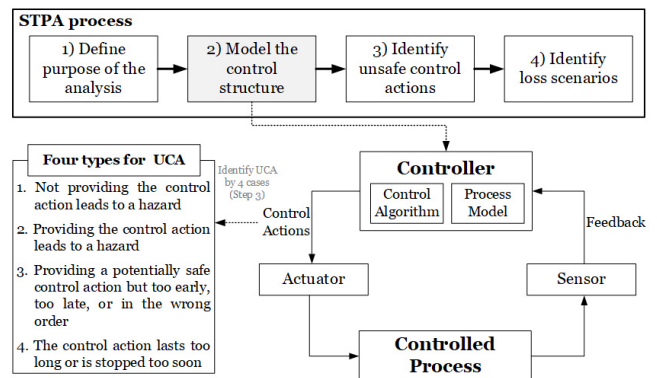 STPA process
1) Define
purpose of the
analysis
2) Model the
control
structure
3) Identify
unsafe control
actions
4) Identify
loss scenarios
Four types for UCA
1. Not providing the control
action leads to a hazard
2. Providing the control action
leads to a hazard
3. Providing a potentially safe
control action but too early,
too late, or in the wrong
order
4. The control action lasts too
long or is stopped too soon
Identify UCA
by 4 cases
(Step 3)
Control
Actions
Controller
Control
Algorithm
Process
Model
Feedback
Actuator
Sensor
Controlled
Process